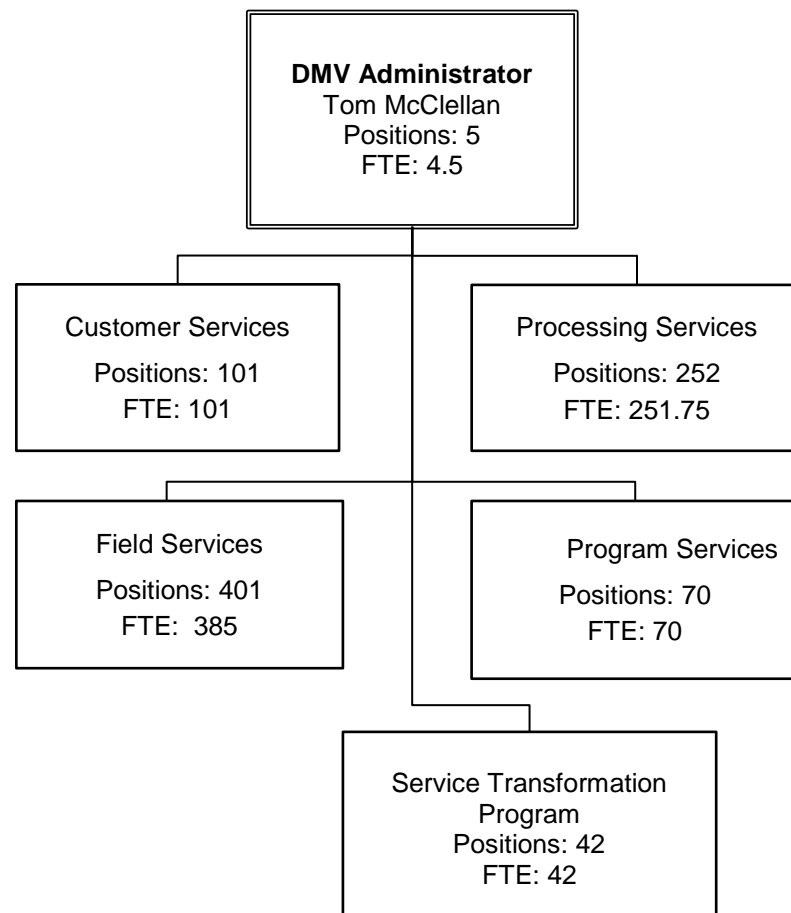 DMV Administrator
Tom McClellan
Positions: 5
FTE: 4.5
Customer Services
Positions: 101
FTE: 101
Processing Services
Positions: 252
FTE: 251.75
Field Services
Positions: 401
FTE:  385
Program Services
Positions: 70
FTE: 70
Service Transformation
Program
Positions: 42
FTE: 42